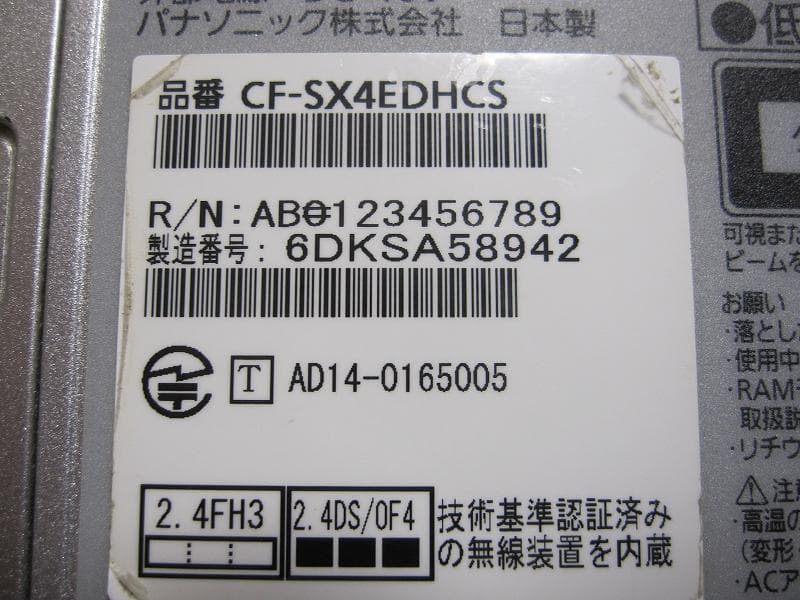 パナソニック株式会社 日本製
●低
品番 CF-SX4EDHCS
R/N:AB0123456789
製造番号: 6DKSA58942
T AD14-0165005
2.4FH3
2.4DS/OF4
技術基準認証済み
の無線装置を内蔵
可視また
ビームを
お願い
・落とし
・使用中
・RAM
取扱説
・リチウ
⚠注意
・高温の
(変形
・ACア